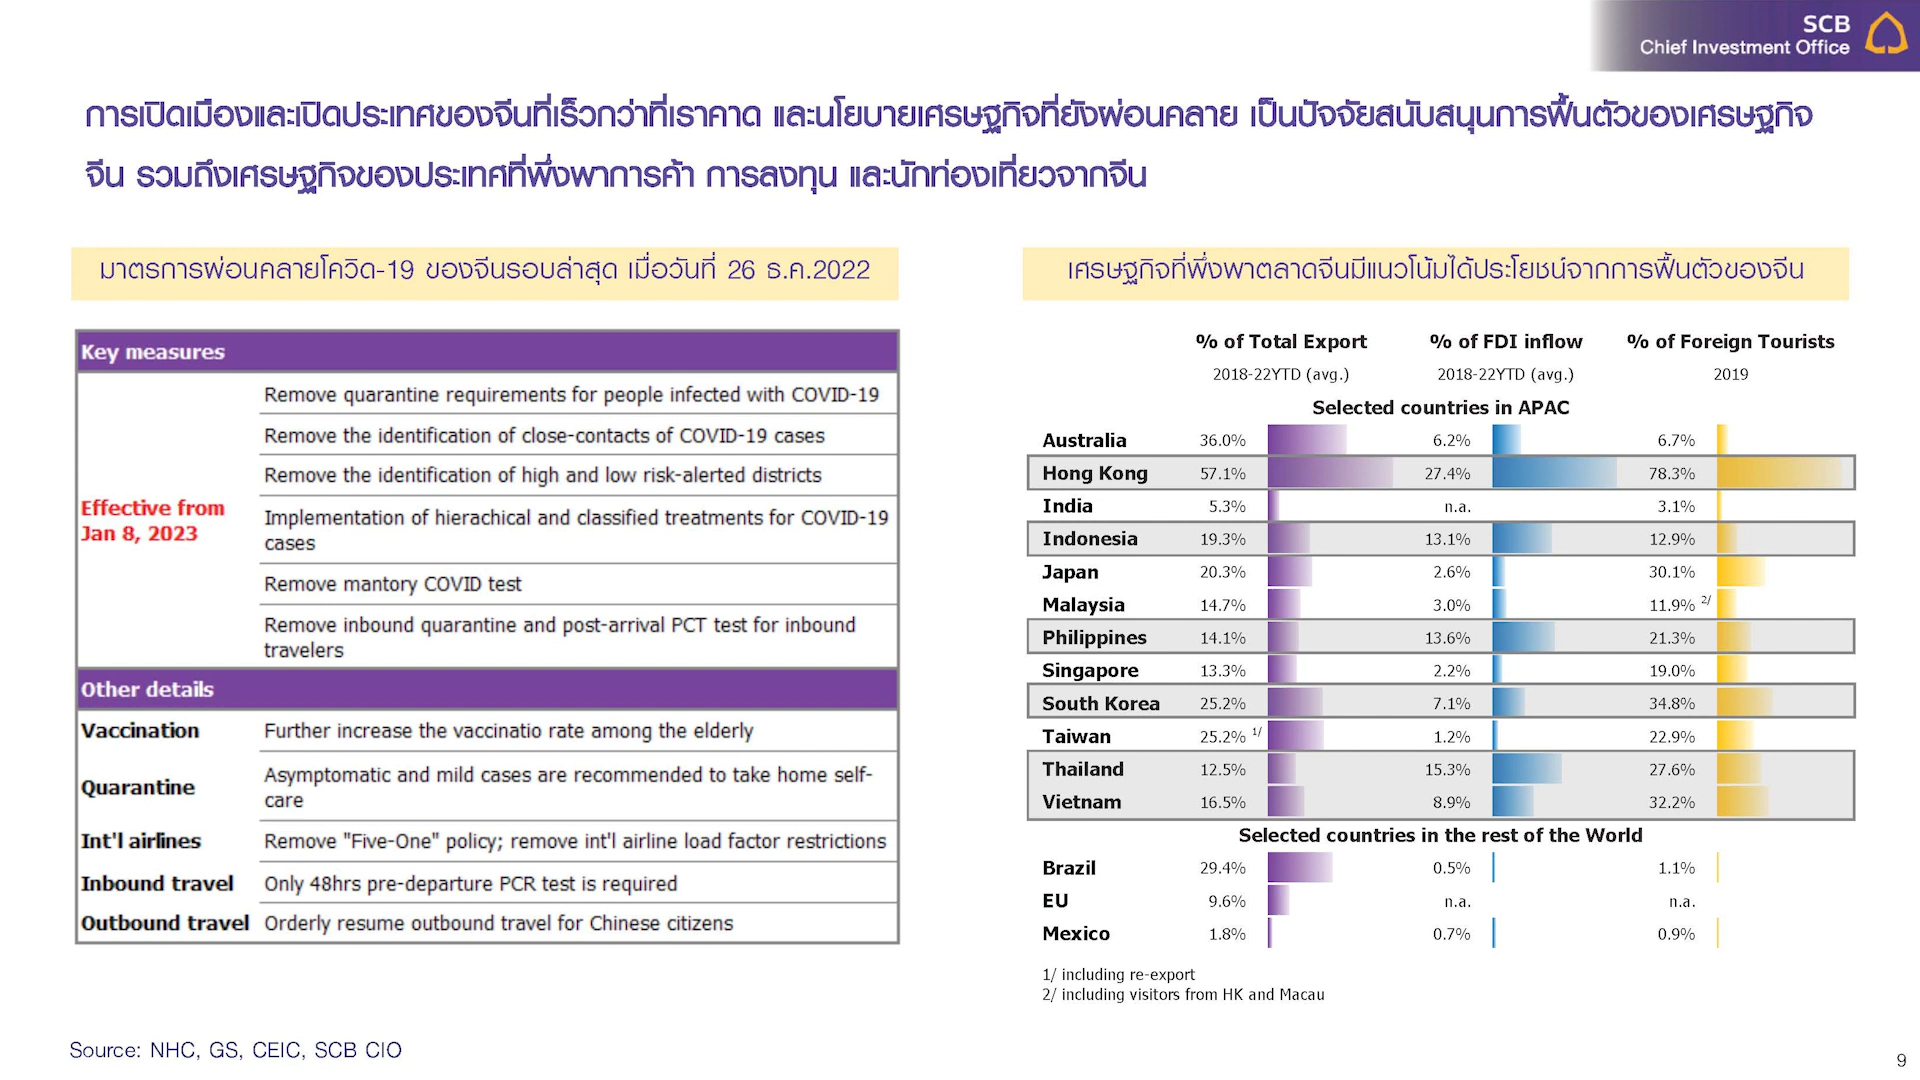 SCB
Chief Investment Office
การเปิดเมืองและเปิดประเทศของจีนที่เร็วกว่าที่เราคาด และนโยบายเศรษฐกิจที่ยังผ่อนคลาย เป็นปัจจัยสนับสนุนการฟื้นตัวของเศรษฐกิจ
จีน รวมถึงเศรษฐกิจของประเทศที่พึ่งพาการค้า การลงทุน และนักท่องเที่ยวจากจีน
มาตรการผ่อนคลายโควิด-19 ของจีนรอบล่าสุด เมื่อวันที่ 26 ธ.ค.2022
Key measures
Effective from
Jan 8, 2023
Remove quarantine requirements for people infected with COVID-19
Remove the identification of close-contacts of COVID-19 cases
Remove the identification of high and low risk-alerted districts
Implementation of hierachical and classified treatments for COVID-19
cases
Remove mantory COVID test
Remove inbound quarantine and post-arrival PCT test for inbound
travelers
Other details
Vaccination Further increase the vaccinatio rate among the elderly
Quarantine Asymptomatic and mild cases are recommended to take home self-
care
Int'l airlines Remove "Five-One" policy; remove int'l airline load factor restrictions
Inbound travel Only 48hrs pre-departure PCR test is required
Outbound travel Orderly resume outbound travel for Chinese citizens
เศรษฐกิจที่พึ่งพาตลาดจีนมีแนวโน้มได้ประโยชน์จากการฟื้นตัวของจีน
% of Total Export % of FDI inflow % of Foreign Tourists
2018-22YTD (avg.) 2018-22YTD (avg.) 2019
Selected countries in APAC
Australia 36.0% 6.2% 6.7%
Hong Kong 57.1% 27.4% 78.3%
India 5.3% n.a. 3.1%
Indonesia 19.3% 13.1% 12.9%
Japan 20.3% 2.6% 30.1%
Malaysia 14.7% 3.0% 11.9% 2/
Philippines 14.1% 13.6% 21.3%
Singapore 13.3% 2.2% 19.0%
South Korea 25.2% 7.1% 34.8%
Taiwan 25.2% 1/ 1.2% 22.9%
Thailand 12.5% 15.3% 27.6%
Vietnam 16.5% 8.9% 32.2%
Selected countries in the rest of the World
Brazil 29.4% 0.5% 1.1%
EU 9.6% n.a. n.a.
Mexico 1.8% 0.7% 0.9%
1/ including re-export
2/ including visitors from HK and Macau
Source: NHC, GS, CEIC, SCB CIO
9